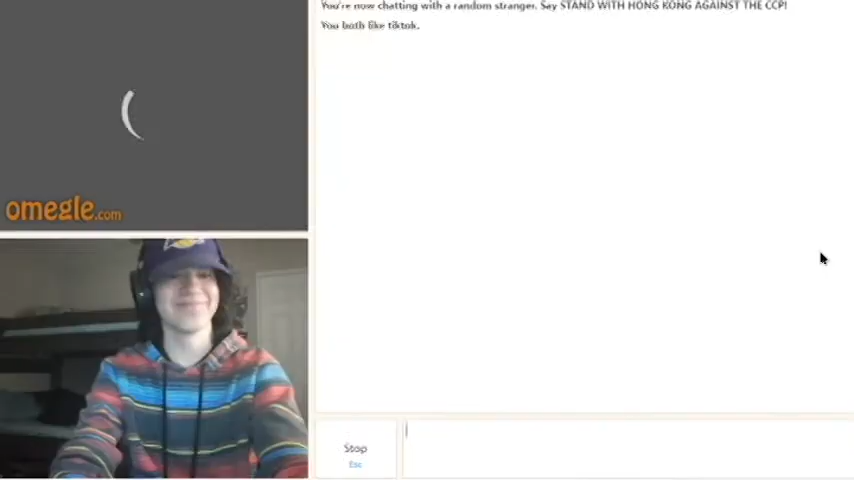 You're now chatting with a random stranger. Say STAND WITH HONG KONG AGAINST THE CCP!
You both like tiktok.
omegle.com
Stop
Esc